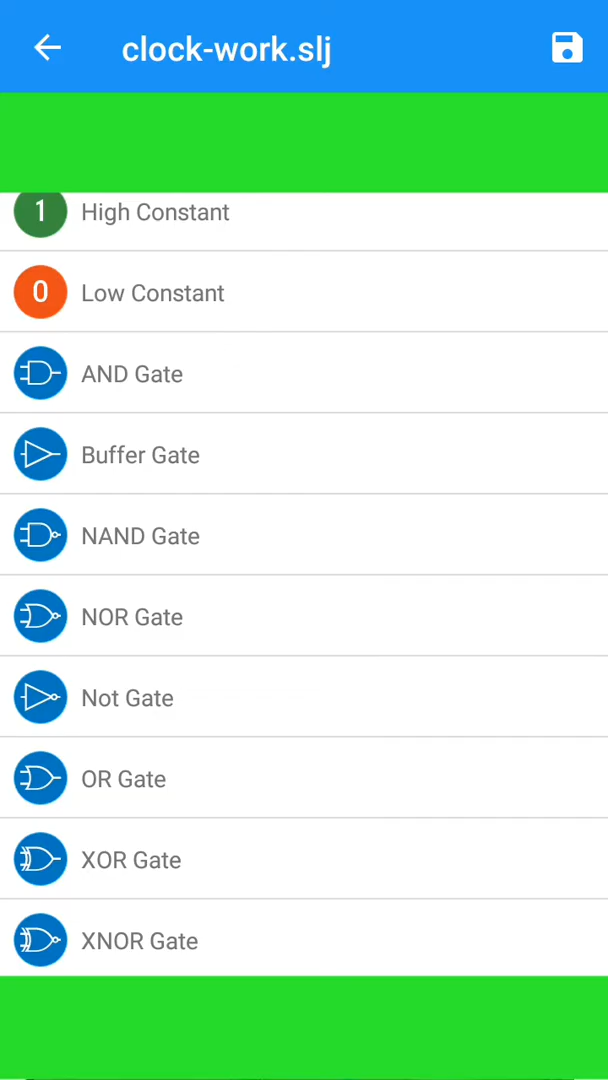 clock-work.slj
1 High Constant
0 Low Constant
AND Gate
Buffer Gate
NAND Gate
NOR Gate
Not Gate
OR Gate
XOR Gate
XNOR Gate